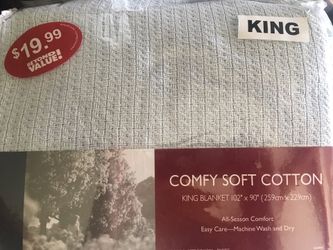 $19.99
BEYOND
VALUE!
KING
COMFY SOFT COTTON
KING BLANKET 102" x 90" (259cm x 229cm)
All-Season Comfort
Easy Care—Machine Wash and Dry